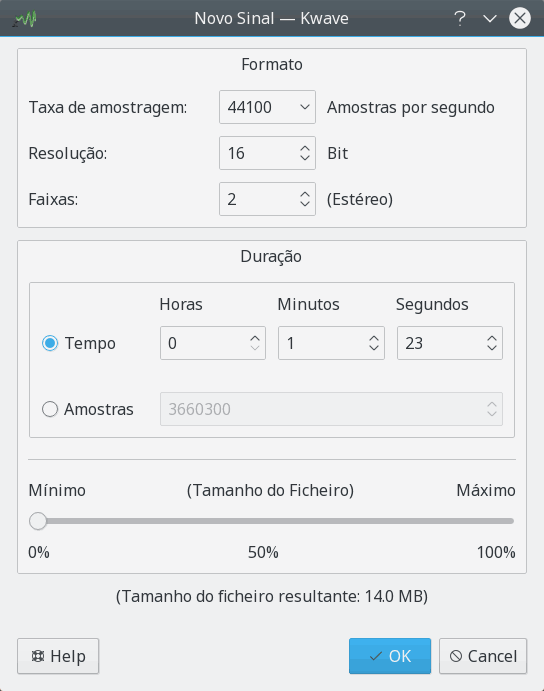 Novo Sinal — Kwave
Formato
Taxa de amostragem: 44100 Amostras por segundo
Resolução: 16 Bit
Faixas: 2 (Estéreo)
Duração
Horas Minutos Segundos
Tempo 0 1 23
Amostras 3660300
Mínimo (Tamanho do Ficheiro) Máximo
0% 50% 100%
(Tamanho do ficheiro resultante: 14.0 MB)
Help OK Cancel